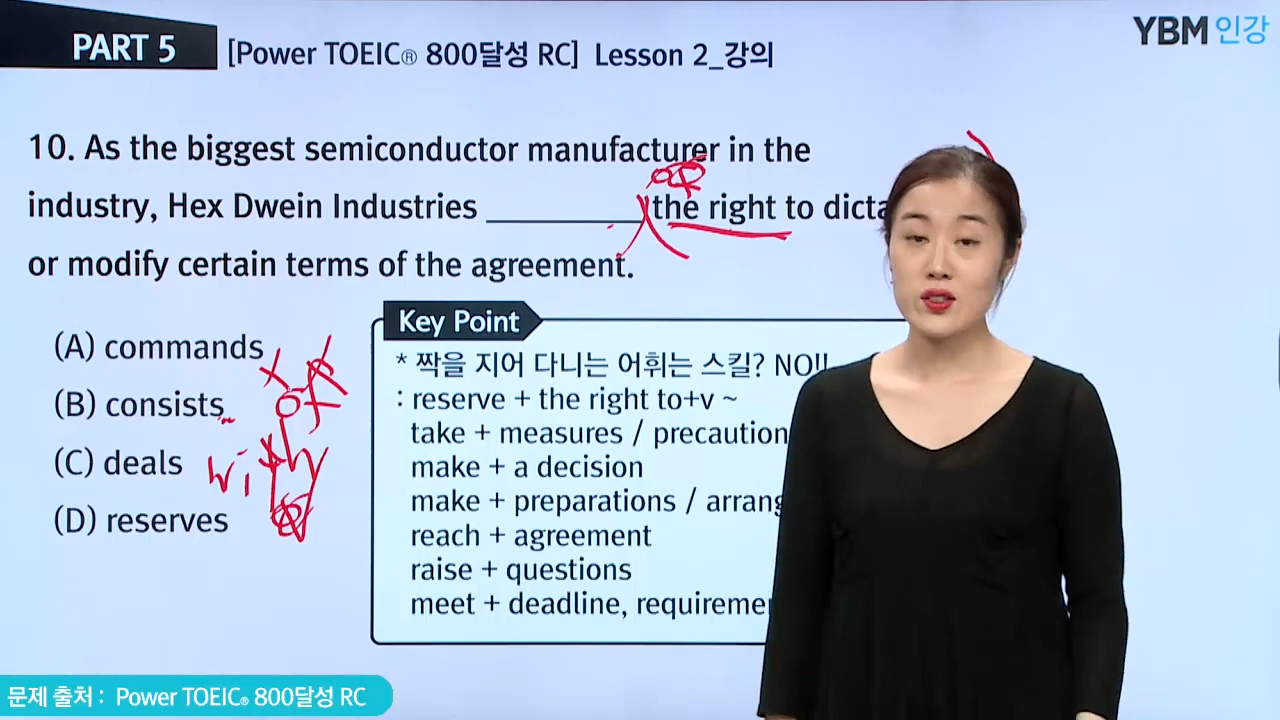 PART 5
[Power TOEIC® 800달성 RC] Lesson 2_강의
YBM 인강
10. As the biggest semiconductor manufacturer in the
industry, Hex Dwein Industries __________ the right to
or modify certain terms of the agreement.
(A) commands
(B) consists
(C) deals with
(D) reserves
Key Point
* 짝을 지어 다니는 어휘는 스킬? NO!!
: reserve + the right to+v ~
take + measures /
make + a decision
make + preparations /
reach + agreement
raise + questions
meet + deadline,
문제 출처 : Power TOEIC® 800달성 RC